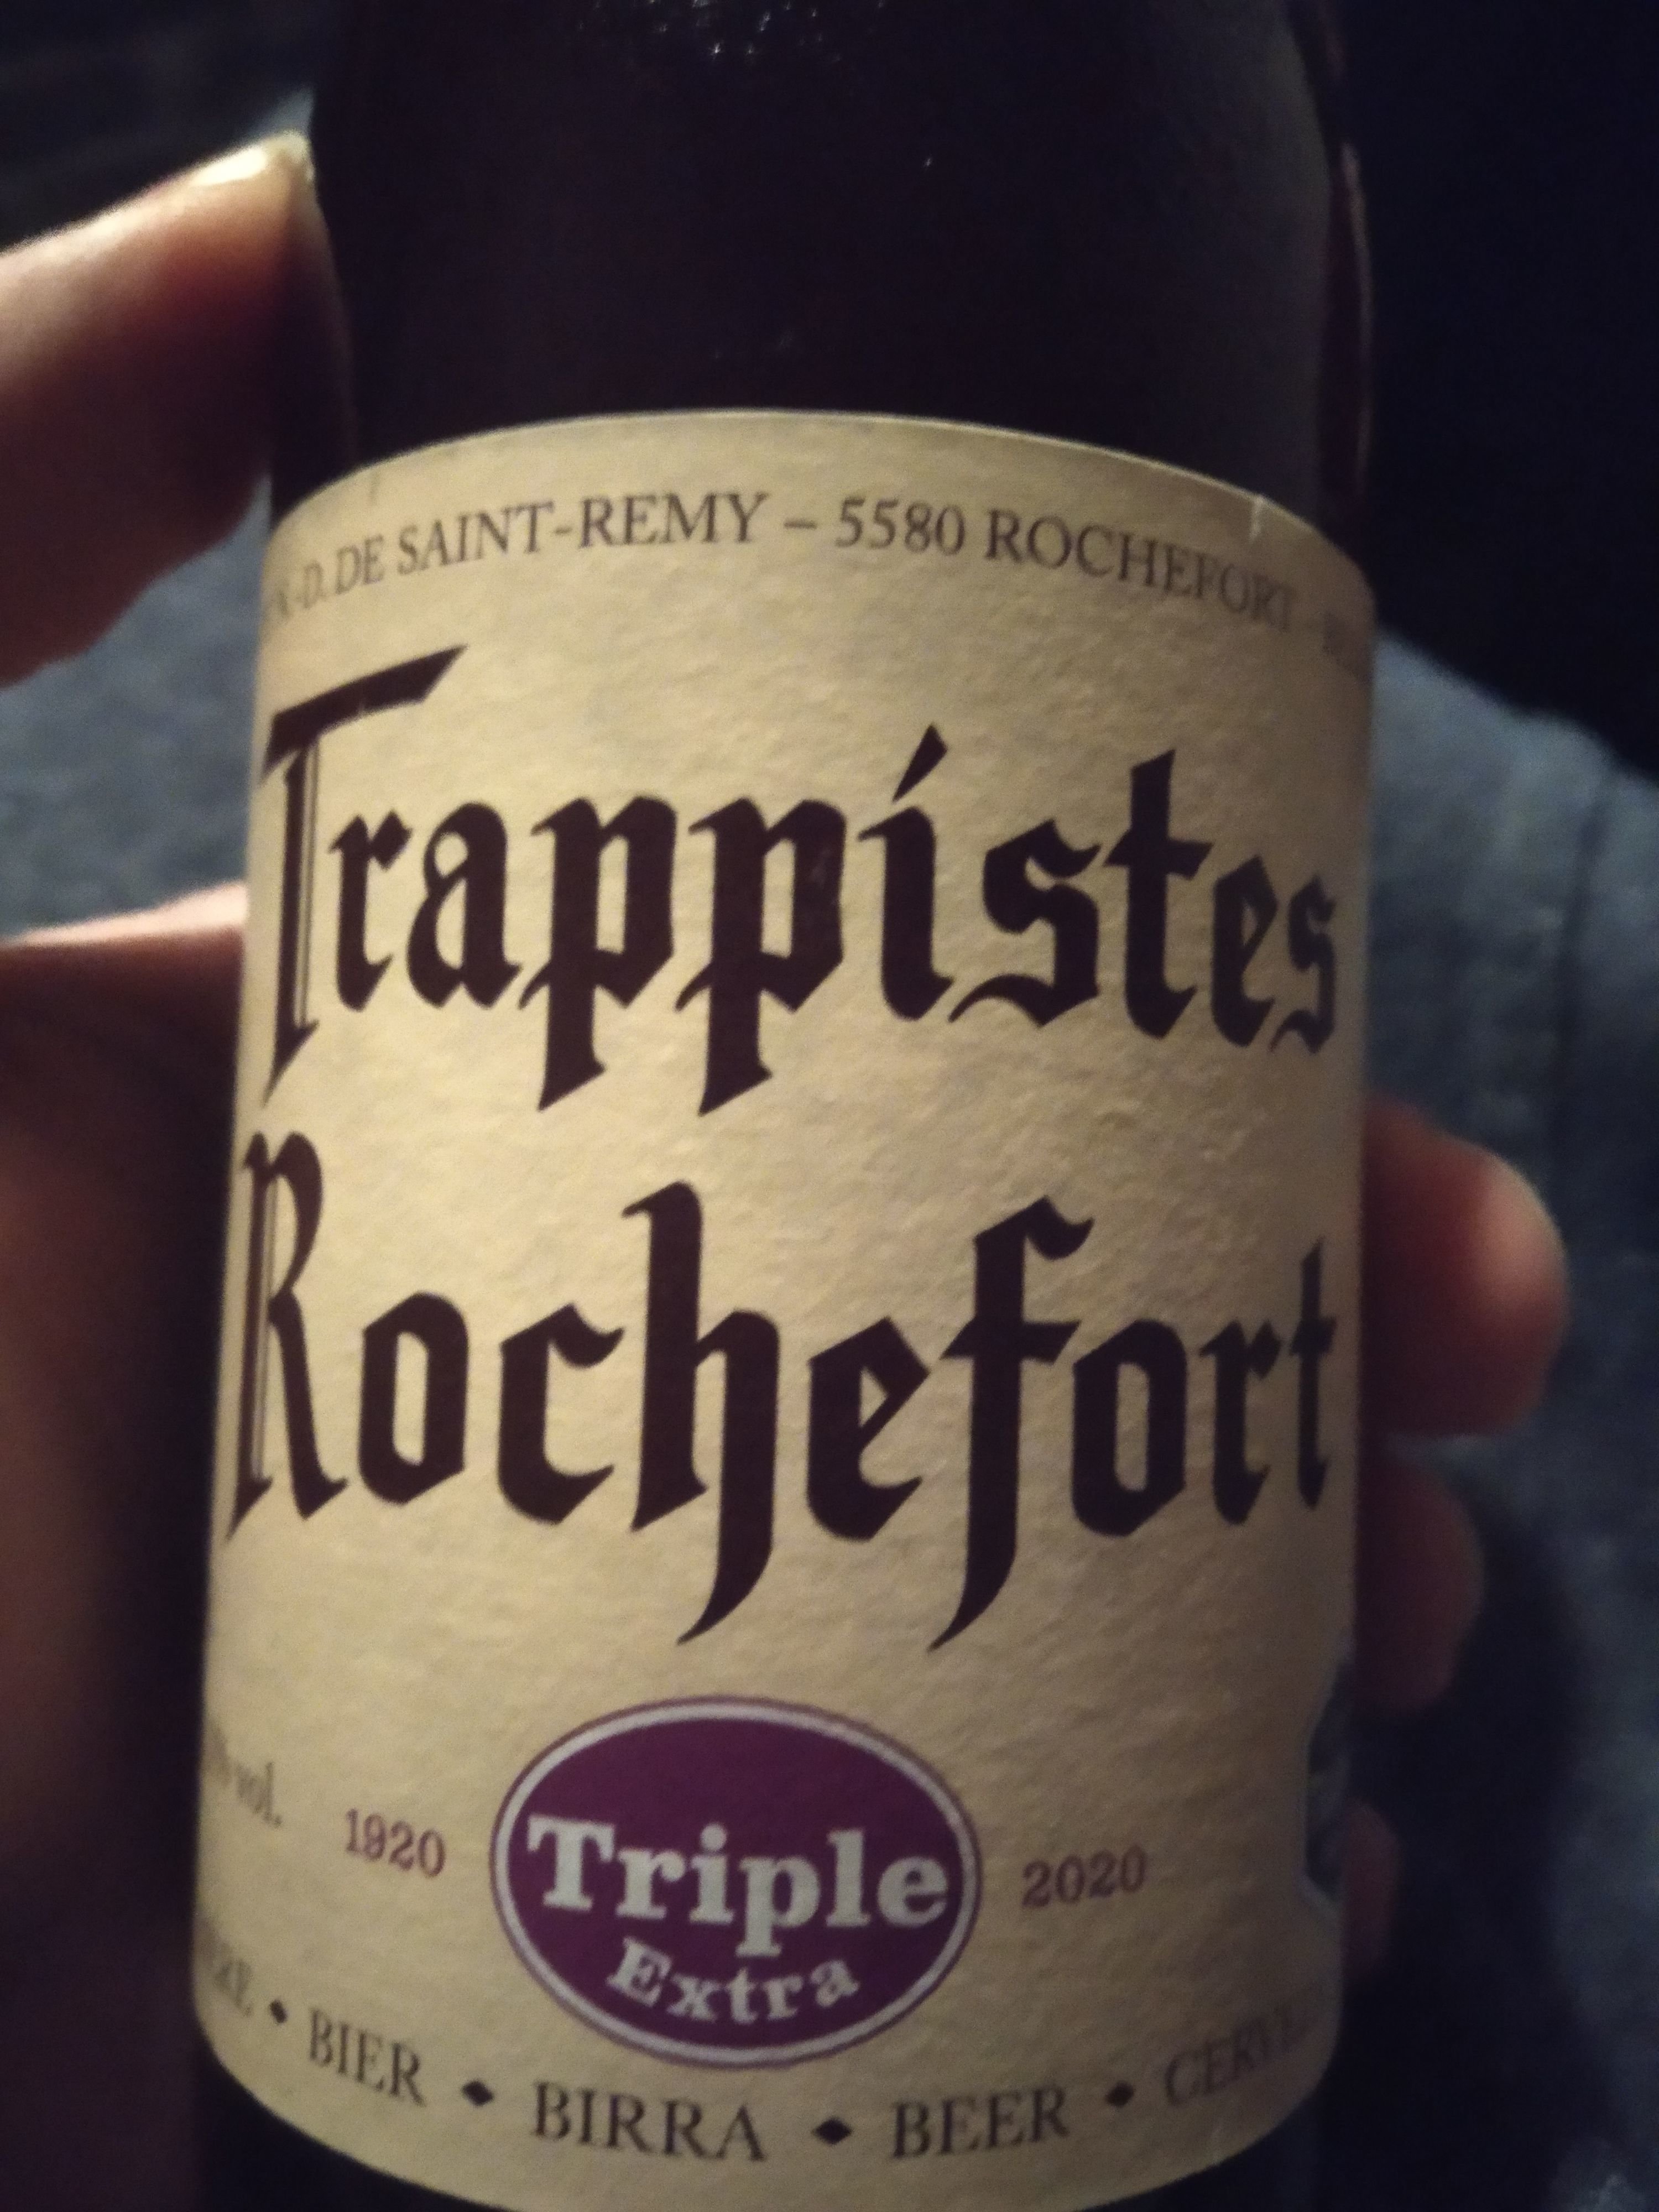 N.-D. DE SAINT-REMY – 5580 ROCHEFORT
Trappistes
Rochefort
vol.
1920 Triple 2020
Extra
♦ BIER ♦ BIRRA ♦ BEER ♦